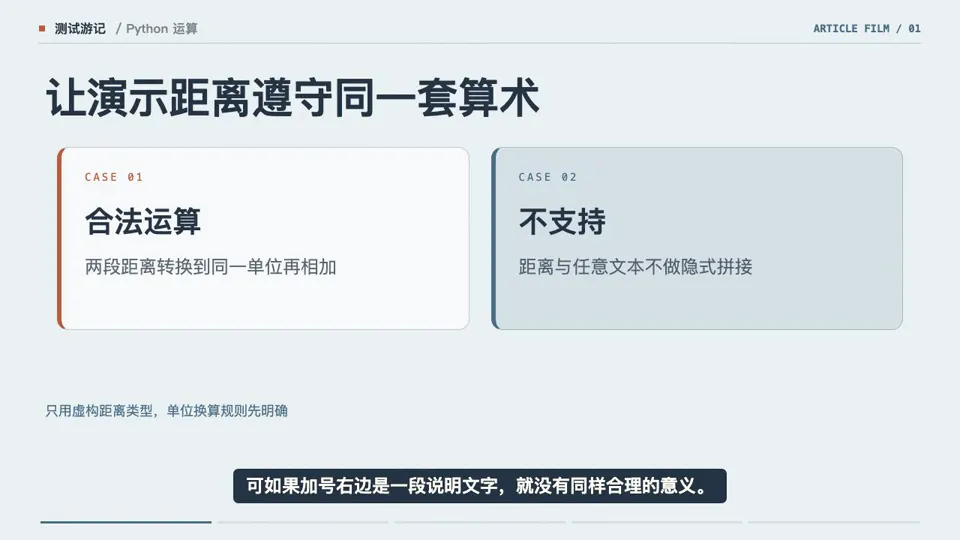 测试游记 / Python 运算
ARTICLE FILM / 01
让演示距离遵守同一套算术
CASE 01
合法运算
两段距离转换到同一单位再相加
CASE 02
不支持
距离与任意文本不做隐式拼接
只用虚构距离类型，单位换算规则先明确
可如果加号右边是一段说明文字，就没有同样合理的意义。